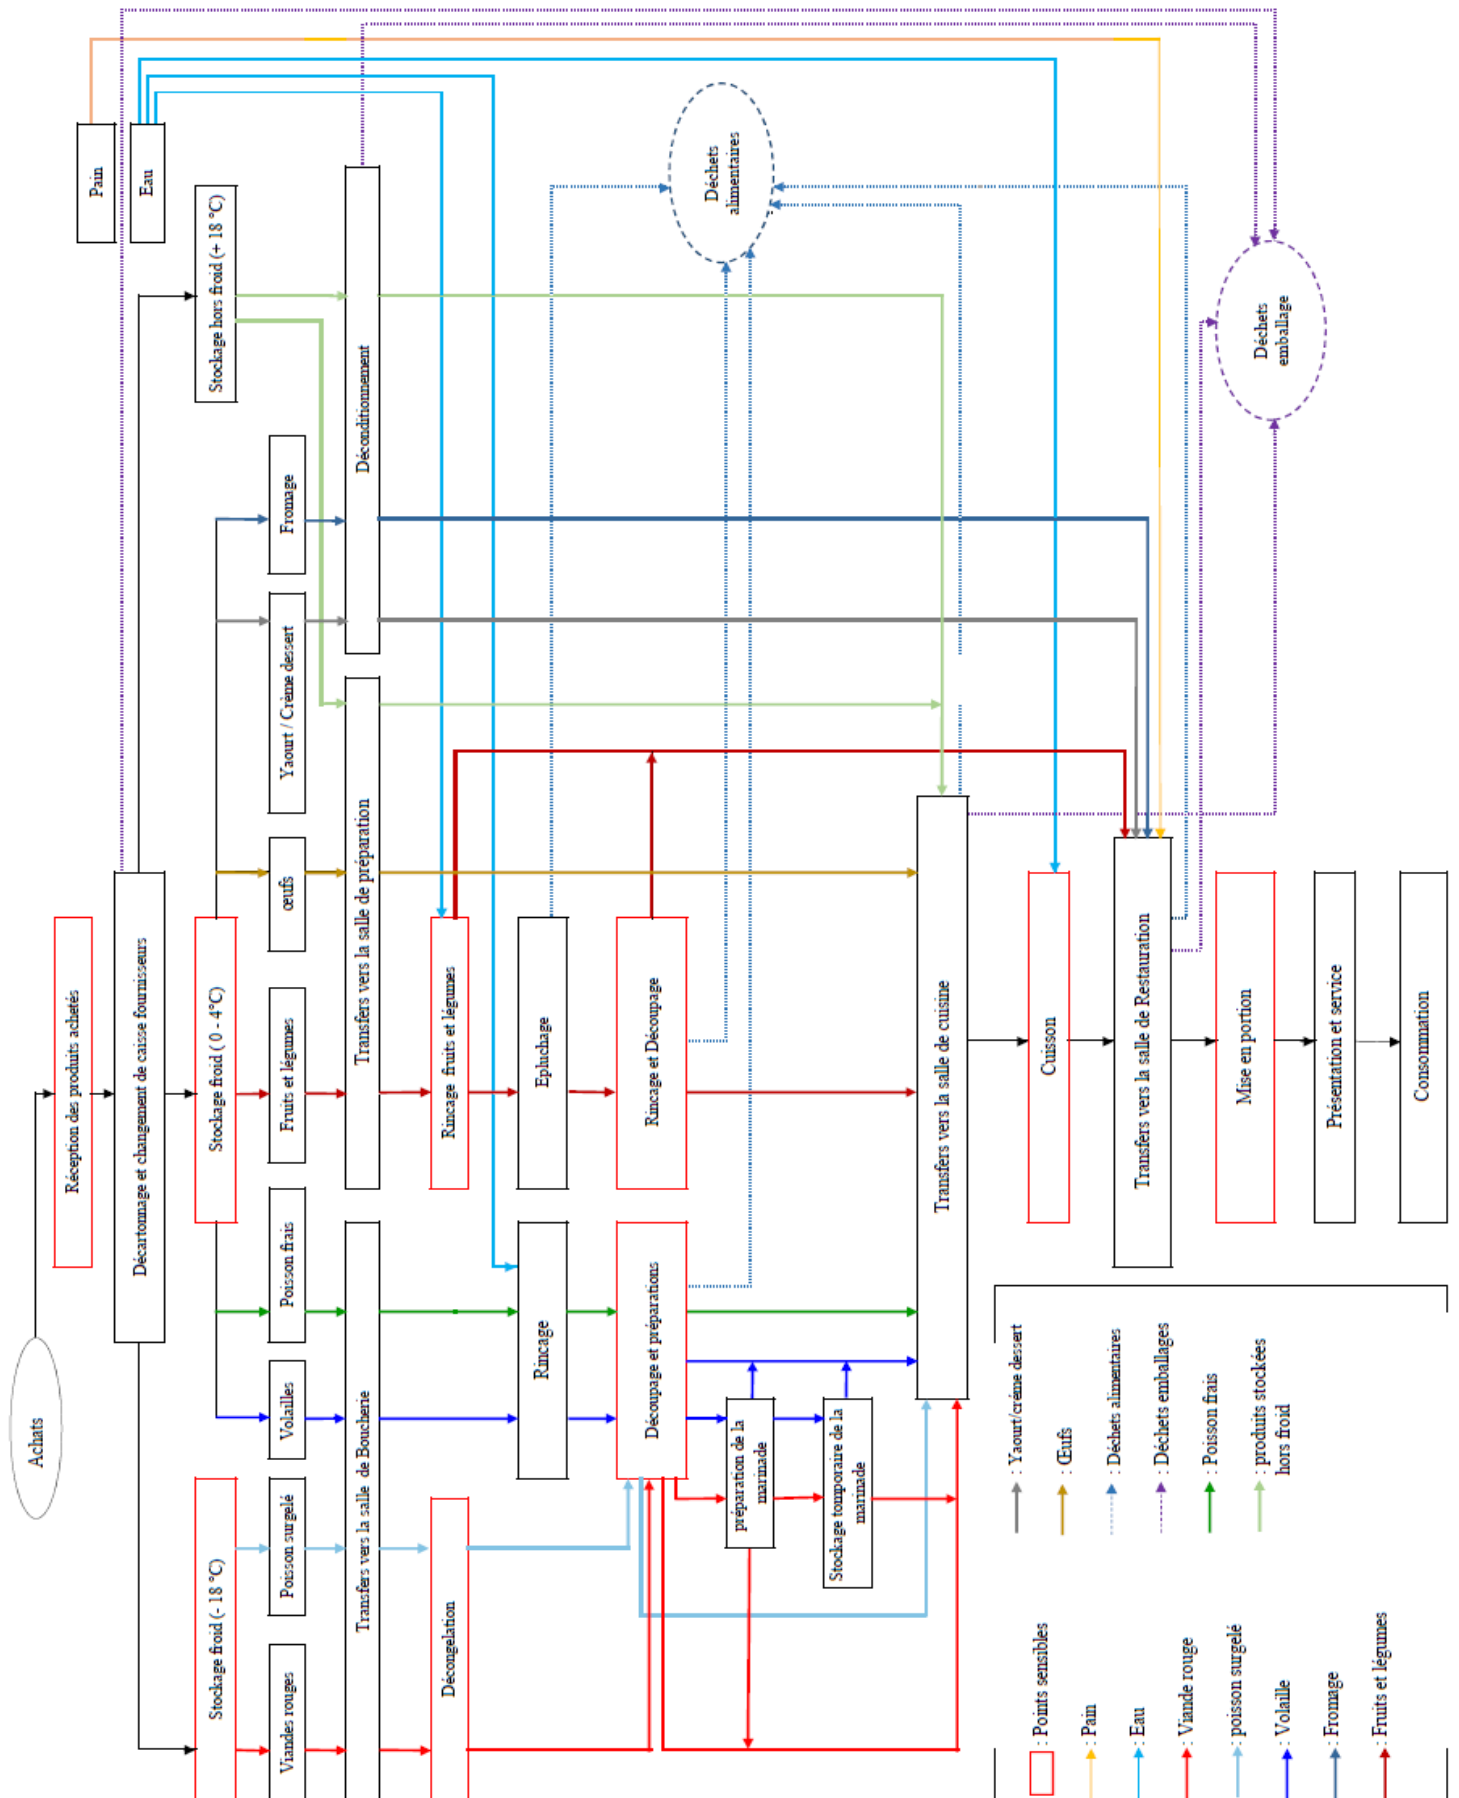 Achats
Réception des produits achetés
Décartonnage et changement de caisse fournisseurs
Pain
Eau
Stockage froid (- 18 °C)
Stockage froid ( 0 - 4°C)
Stockage hors froid (+ 18 °C)
Viandes rouges
Poisson surgelé
Volailles
Poisson frais
Fruits et légumes
œufs
Yaourt / Crème dessert
Fromage
Transfers vers la salle de Boucherie
Transfers vers la salle de préparation
Déconditionnement
Décongelation
Rincage fruits et légumes
Rincage
Epluchage
Découpage et préparations
Rincage et Découpage
Déchets
alimentaires
préparation de la
marinade
Stockage tomporaire de la
marinade
Transfers vers la salle de cuisine
Cuisson
Transfers vers la salle de Restauration
Mise en portion
Déchets
emballage
Présentation et service
Consommation
: Points sensibles
: Pain
: Eau
: Viande rouge
: poisson surgelé
: Volaille
: Fromage
: Fruits et légumes
: Yaourt/créme dessert
: Œufs
: Déchets alimentaires
: Déchets emballages
: Poisson frais
: produits stockées
hors froid